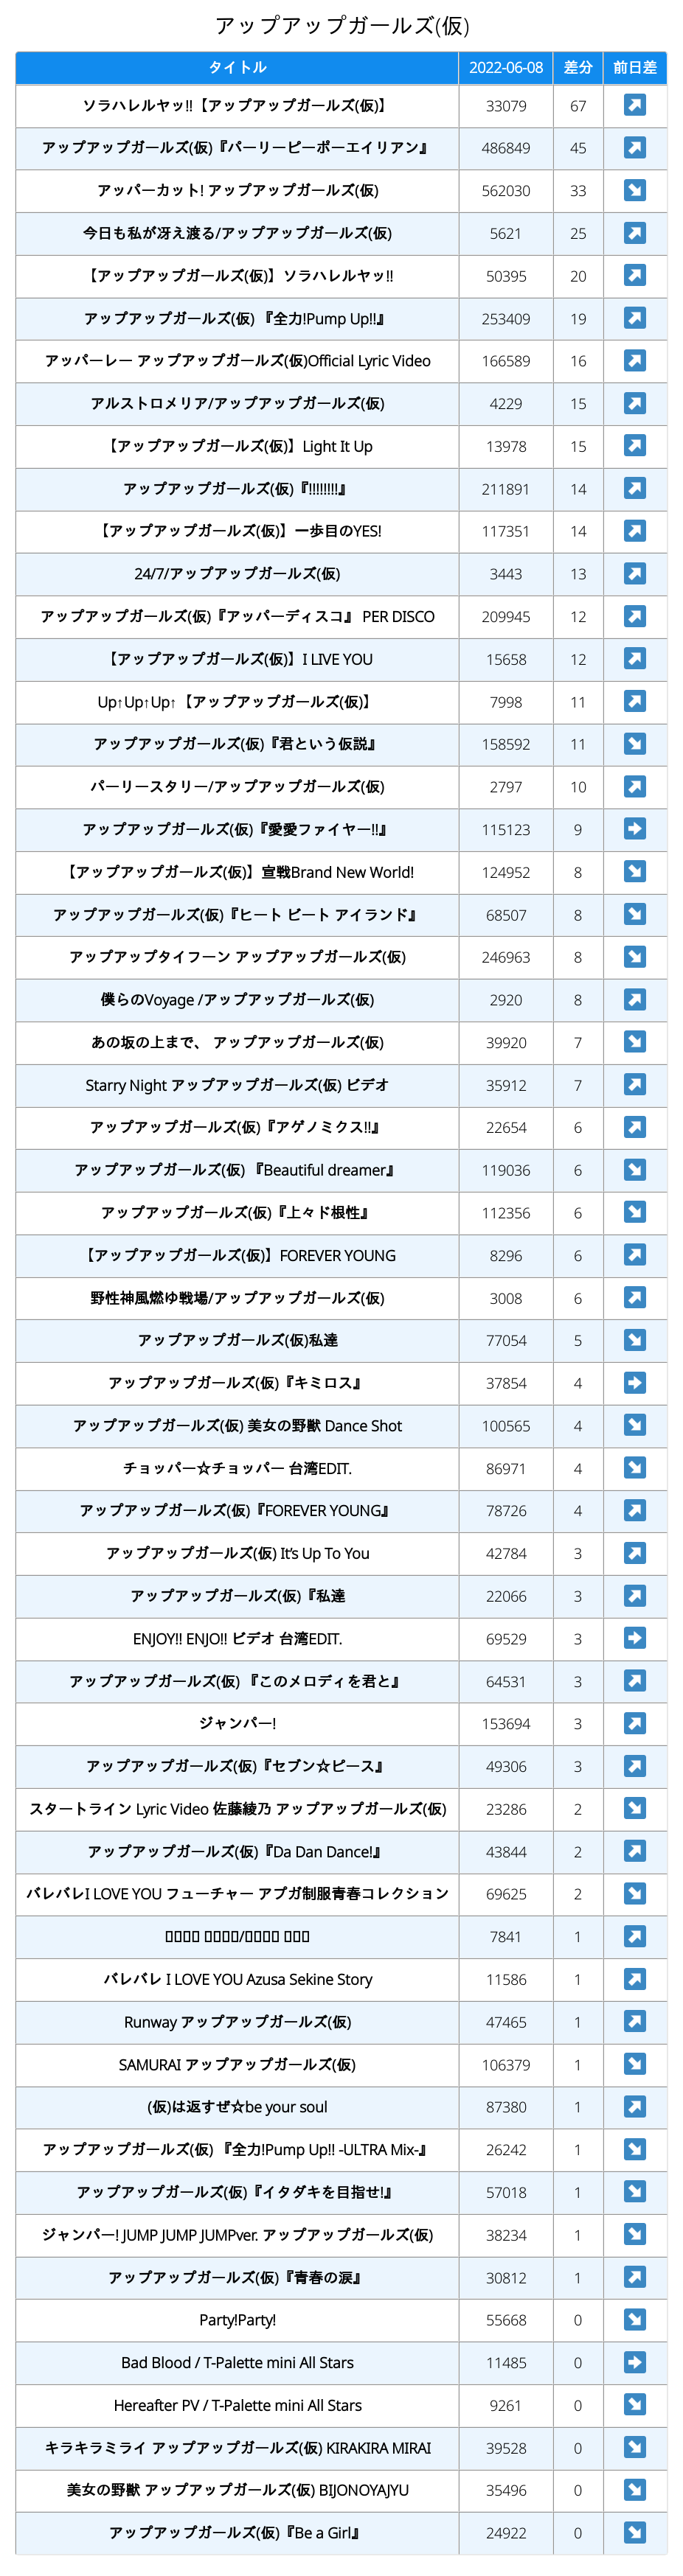 アップアップガールズ(仮)
タイトル 2022-06-08 差分 前日差
ソラハレルヤッ!!【アップアップガールズ(仮)】 33079 67
アップアップガールズ(仮)『パーリーピーポーエイリアン』 486849 45
アッパーカット! アップアップガールズ(仮) 562030 33
今日も私が冴え渡る/アップアップガールズ(仮) 5621 25
【アップアップガールズ(仮)】ソラハレルヤッ!! 50395 20
アップアップガールズ(仮) 『全力!Pump Up!!』 253409 19
アッパーレー アップアップガールズ(仮)Official Lyric Video 166589 16
アルストロメリア/アップアップガールズ(仮) 4229 15
【アップアップガールズ(仮)】Light It Up 13978 15
アップアップガールズ(仮)『!!!!!!!!』 211891 14
【アップアップガールズ(仮)】一歩目のYES! 117351 14
24/7/アップアップガールズ(仮) 3443 13
アップアップガールズ(仮)『アッパーディスコ』 PER DISCO 209945 12
【アップアップガールズ(仮)】I LIVE YOU 15658 12
Up↑Up↑Up↑【アップアップガールズ(仮)】 7998 11
アップアップガールズ(仮)『君という仮説』 158592 11
パーリースタリー/アップアップガールズ(仮) 2797 10
アップアップガールズ(仮)『愛愛ファイヤー!!』 115123 9
【アップアップガールズ(仮)】宣戦Brand New World! 124952 8
アップアップガールズ(仮)『ヒート ビート アイランド』 68507 8
アップアップタイフーン アップアップガールズ(仮) 246963 8
僕らのVoyage /アップアップガールズ(仮) 2920 8
あの坂の上まで、 アップアップガールズ(仮) 39920 7
Starry Night アップアップガールズ(仮) ビデオ 35912 7
アップアップガールズ(仮)『アゲノミクス!!』 22654 6
アップアップガールズ(仮) 『Beautiful dreamer』 119036 6
アップアップガールズ(仮)『上々ド根性』 112356 6
【アップアップガールズ(仮)】FOREVER YOUNG 8296 6
野性神風燃ゆ戦場/アップアップガールズ(仮) 3008 6
アップアップガールズ(仮)私達 77054 5
アップアップガールズ(仮)『キミロス』 37854 4
アップアップガールズ(仮) 美女の野獣 Dance Shot 100565 4
チョッパー☆チョッパー 台湾EDIT. 86971 4
アップアップガールズ(仮)『FOREVER YOUNG』 78726 4
アップアップガールズ(仮) It's Up To You 42784 3
アップアップガールズ(仮)『私達 22066 3
ENJOY!! ENJO!! ビデオ 台湾EDIT. 69529 3
アップアップガールズ(仮) 『このメロディを君と』 64531 3
ジャンパー! 153694 3
アップアップガールズ(仮)『セブン☆ピース』 49306 3
スタートライン Lyric Video 佐藤綾乃 アップアップガールズ(仮) 23286 2
アップアップガールズ(仮)『Da Dan Dance!』 43844 2
バレバレI LOVE YOU フューチャー アプガ制服青春コレクション 69625 2
7841 1
バレバレ I LOVE YOU Azusa Sekine Story 11586 1
Runway アップアップガールズ(仮) 47465 1
SAMURAI アップアップガールズ(仮) 106379 1
(仮)は返すぜ☆be your soul 87380 1
アップアップガールズ(仮) 『全力!Pump Up!! -ULTRA Mix-』 26242 1
アップアップガールズ(仮)『イタダキを目指せ!』 57018 1
ジャンパー! JUMP JUMP JUMPver. アップアップガールズ(仮) 38234 1
アップアップガールズ(仮)『青春の涙』 30812 1
Party!Party! 55668 0
Bad Blood / T-Palette mini All Stars 11485 0
Hereafter PV / T-Palette mini All Stars 9261 0
キラキラミライ アップアップガールズ(仮) KIRAKIRA MIRAI 39528 0
美女の野獣 アップアップガールズ(仮) BIJONOYAJYU 35496 0
アップアップガールズ(仮)『Be a Girl』 24922 0